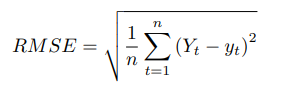 RMSE = \sqrt{\frac{1}{n} \sum_{t=1}^{n} (Y_t - y_t)^2}